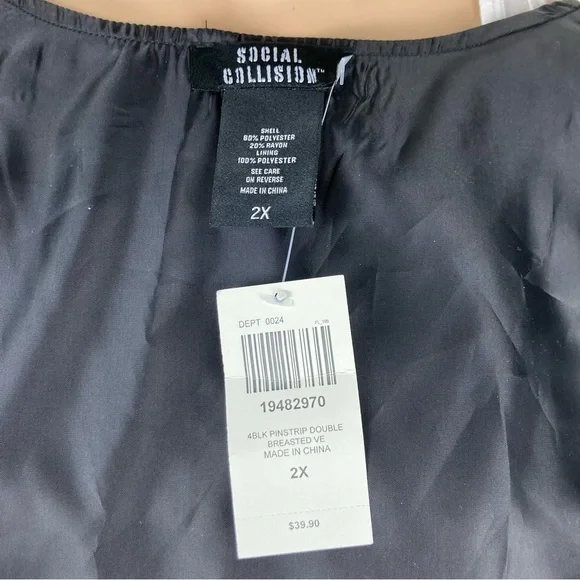 SOCIAL
COLLISION™
SHELL
80% POLYESTER
20% RAYON
LINING
100% POLYESTER
SEE CARE
ON REVERSE
MADE IN CHINA
2X
DEPT 0024
19482970
4BLK PINSTRIP DOUBLE
BREASTED VE
MADE IN CHINA
2X
$39.90